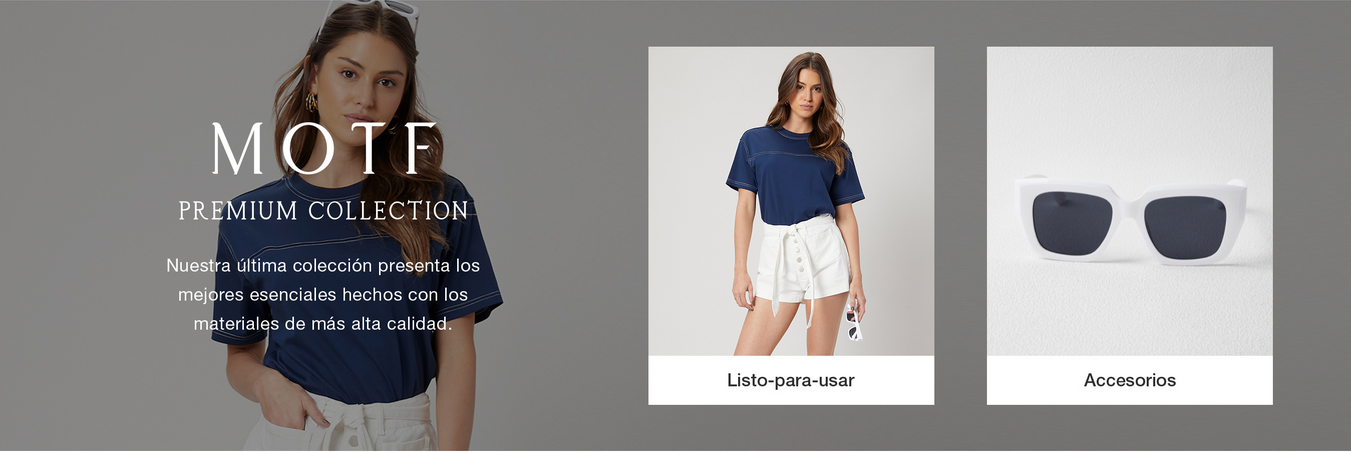 MOTF
PREMIUM COLLECTION
Nuestra última colección presenta los
mejores esenciales hechos con los
materiales de más alta calidad.
Listo-para-usar
Accesorios